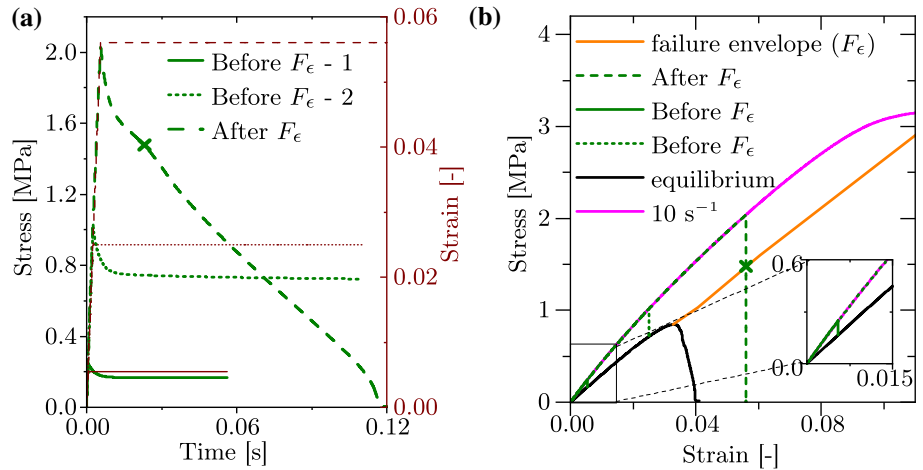 (a)
2.0
1.6
1.2
0.8
0.4
0.0
Stress [MPa]
0.00
0.06
0.12
Time [s]
0.06
0.04
0.02
0.00
Strain [-]
Before Fϵ - 1
Before Fϵ - 2
After Fϵ
(b)
4
3
2
1
0
Stress [MPa]
0.00
0.04
0.08
Strain [-]
failure envelope (Fϵ)
After Fϵ
Before Fϵ
Before Fϵ
equilibrium
10 s⁻¹
0.6
0.0
0.015